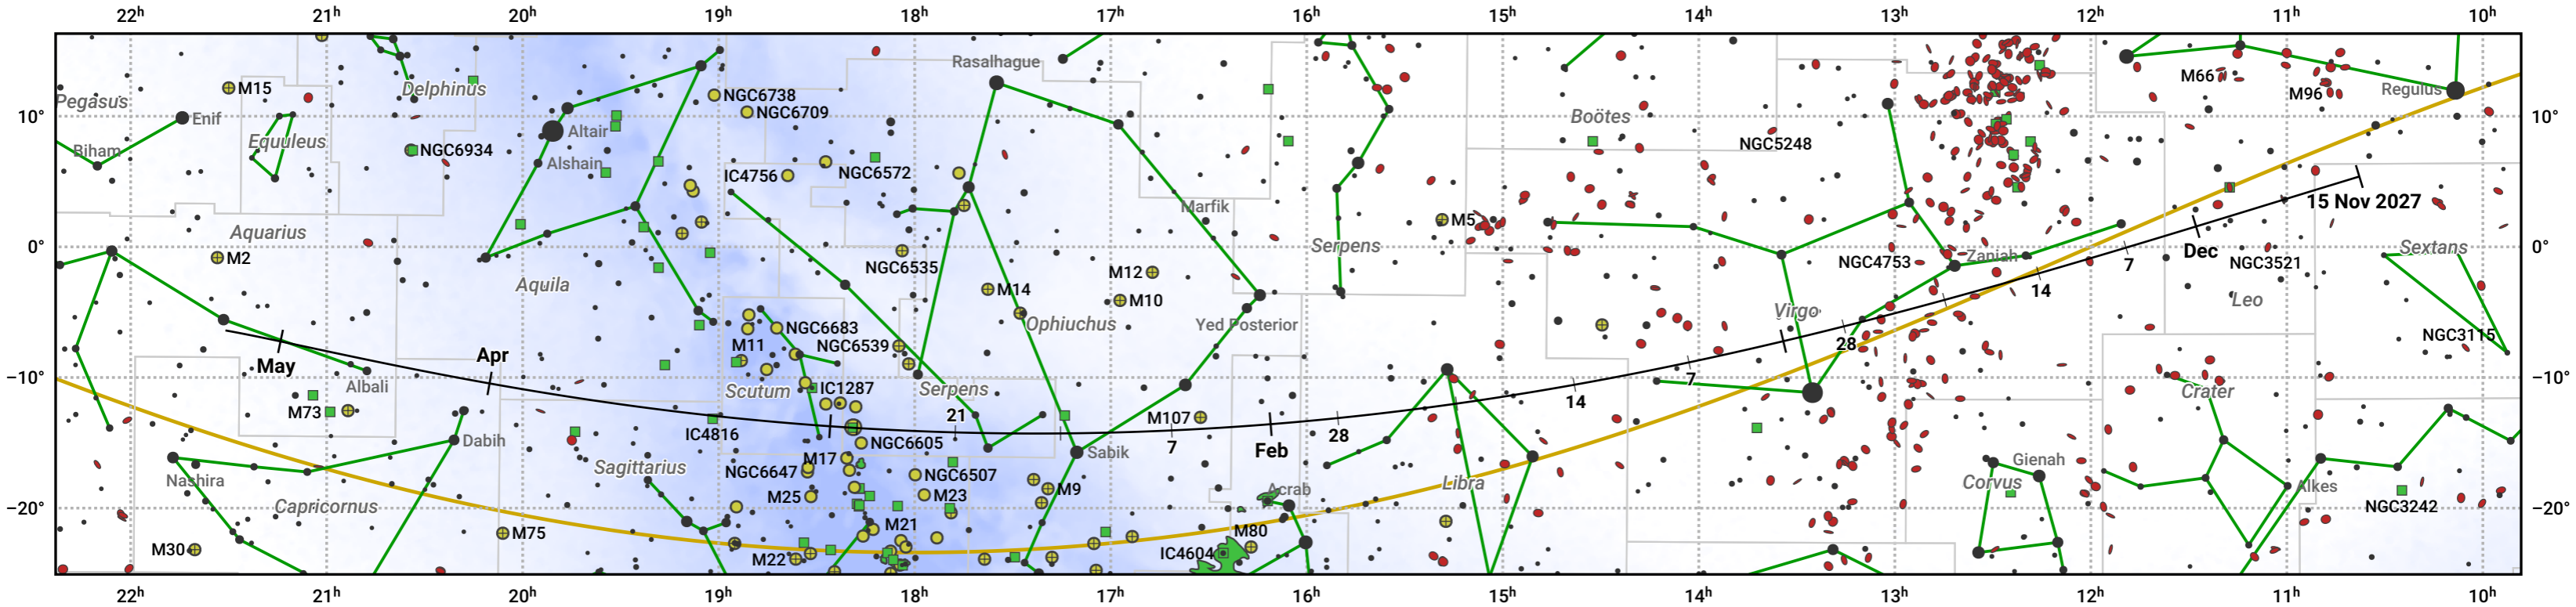 22h 21h 20h 19h 18h 17h 16h 15h 14h 13h 12h 11h 10h
Rasalhague
M66
Pegasus M15 Delphinus NGC6738 M96 Regulus
10° Enif NGC6709 Boötes 10°
Equuleus Altair
Biham NGC6934 NGC5248
Alshain IC4756 NGC6572
Marfik 15 Nov 2027
M5
Aquarius Serpens
0° Zaniah Dec Sextans 0°
M2 NGC6535 NGC4753 7 NGC3521
M12
Aquila M14 14
M10 Leo
Ophiuchus Virgo
NGC6683 Yed Posterior
M11 NGC6539 28 NGC3115
Apr
May
−10° Albali Scutum IC1287 Serpens 7 Crater −10°
14
M73 21 M107
IC4816 28
Dabih NGC6605 7
Feb
M17 Sabik
Sagittarius NGC6647 Gienah
Nashira NGC6507 Libra Corvus
M25 M23 M9 Acrab Alkes
−20° Capricornus NGC3242 −20°
M21
M75 M80
M30 M22 IC4604
22h 21h 20h 19h 18h 17h 16h 15h 14h 13h 12h 11h 10h